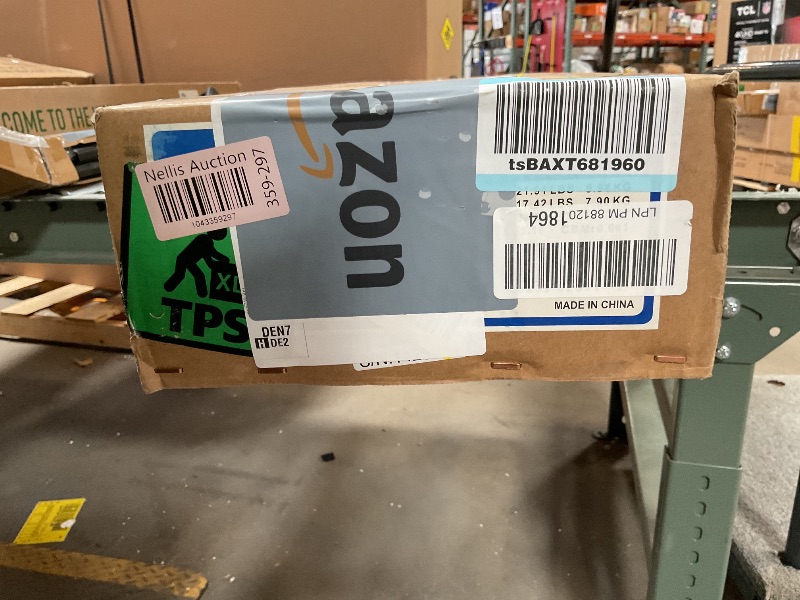 COME TO THE
TCL
Nellis Auction
1043359297
359-297
azon
tsBAXT681960
17.42 LBS 7.90 KG
LPN PM 881201
1864
MADE IN CHINA
XL
TPS
DEN7
H DE2